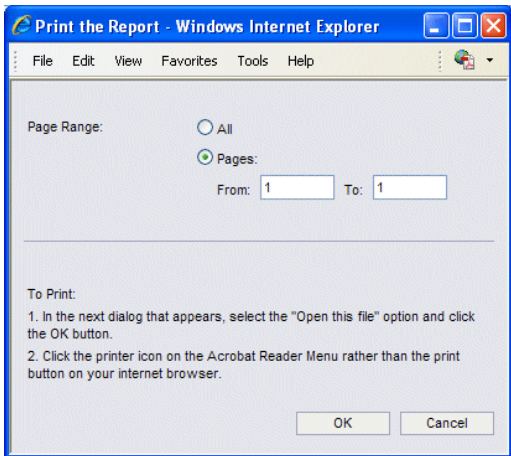 Print the Report - Windows Internet Explorer
File Edit View Favorites Tools Help
Page Range: All
Pages:
From: 1 To: 1
To Print:
1. In the next dialog that appears, select the "Open this file" option and click
the OK button.
2. Click the printer icon on the Acrobat Reader Menu rather than the print
button on your internet browser.
OK Cancel